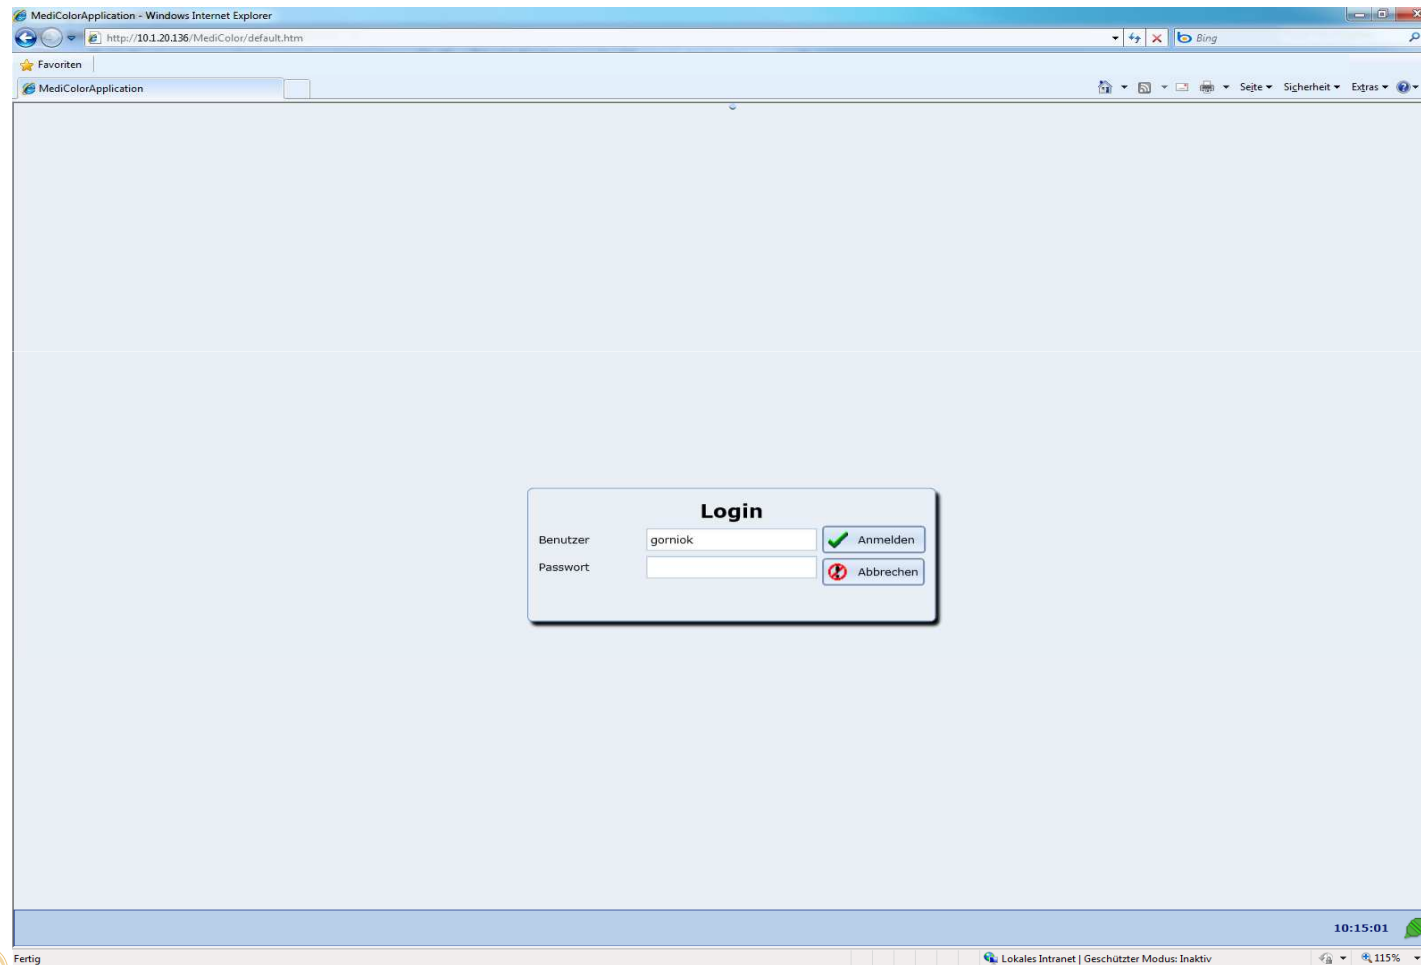 MediColorApplication - Windows Internet Explorer
http://10.1.20.136/MediColor/default.htm
Bing
Favoriten
MediColorApplication
Seite Sicherheit Extras
Login
Benutzer gorniok Anmelden
Passwort Abbrechen
10:15:01
Fertig Lokales Intranet | Geschützter Modus: Inaktiv 115%